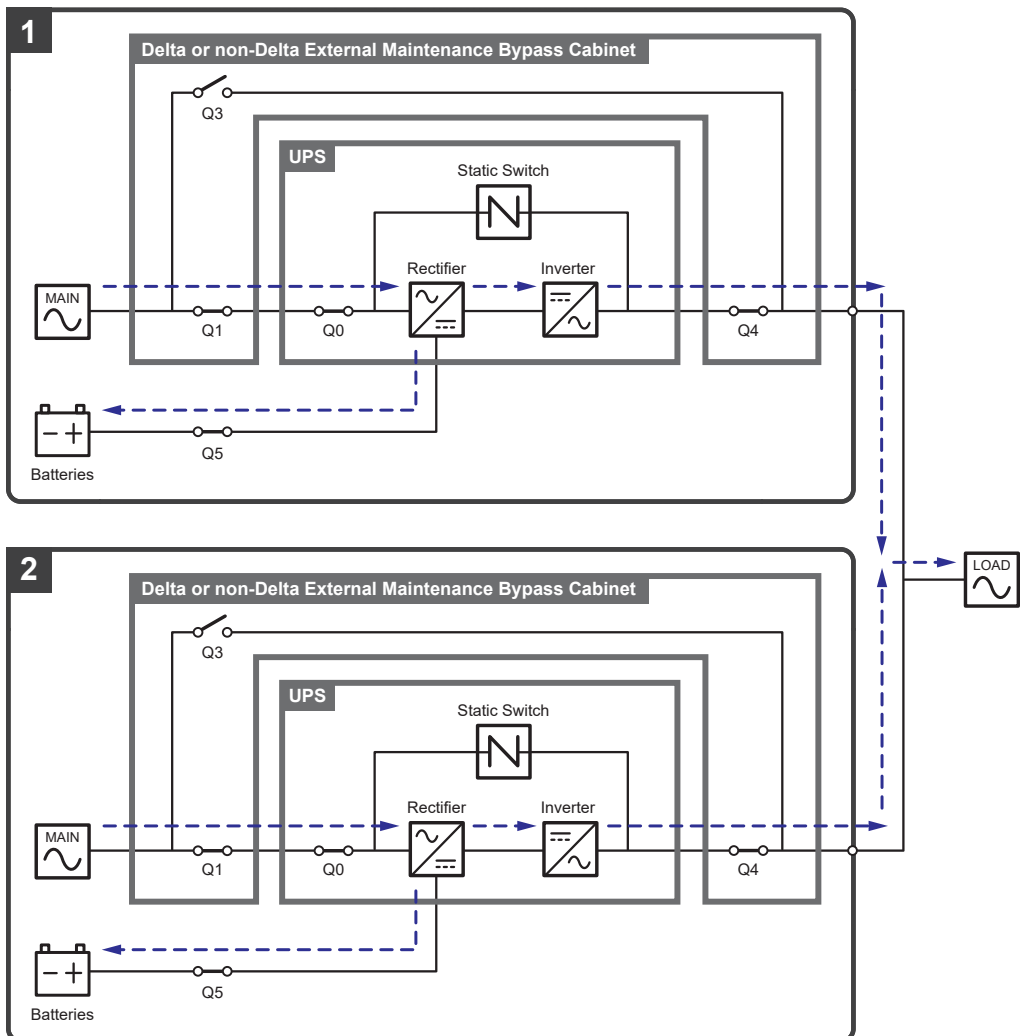 1
Delta or non-Delta External Maintenance Bypass Cabinet
Q3
UPS
Static Switch
Rectifier
Inverter
MAIN
Q1
Q0
Q4
Q5
Batteries
2
Delta or non-Delta External Maintenance Bypass Cabinet
LOAD
Q3
UPS
Static Switch
Rectifier
Inverter
MAIN
Q1
Q0
Q4
Q5
Batteries